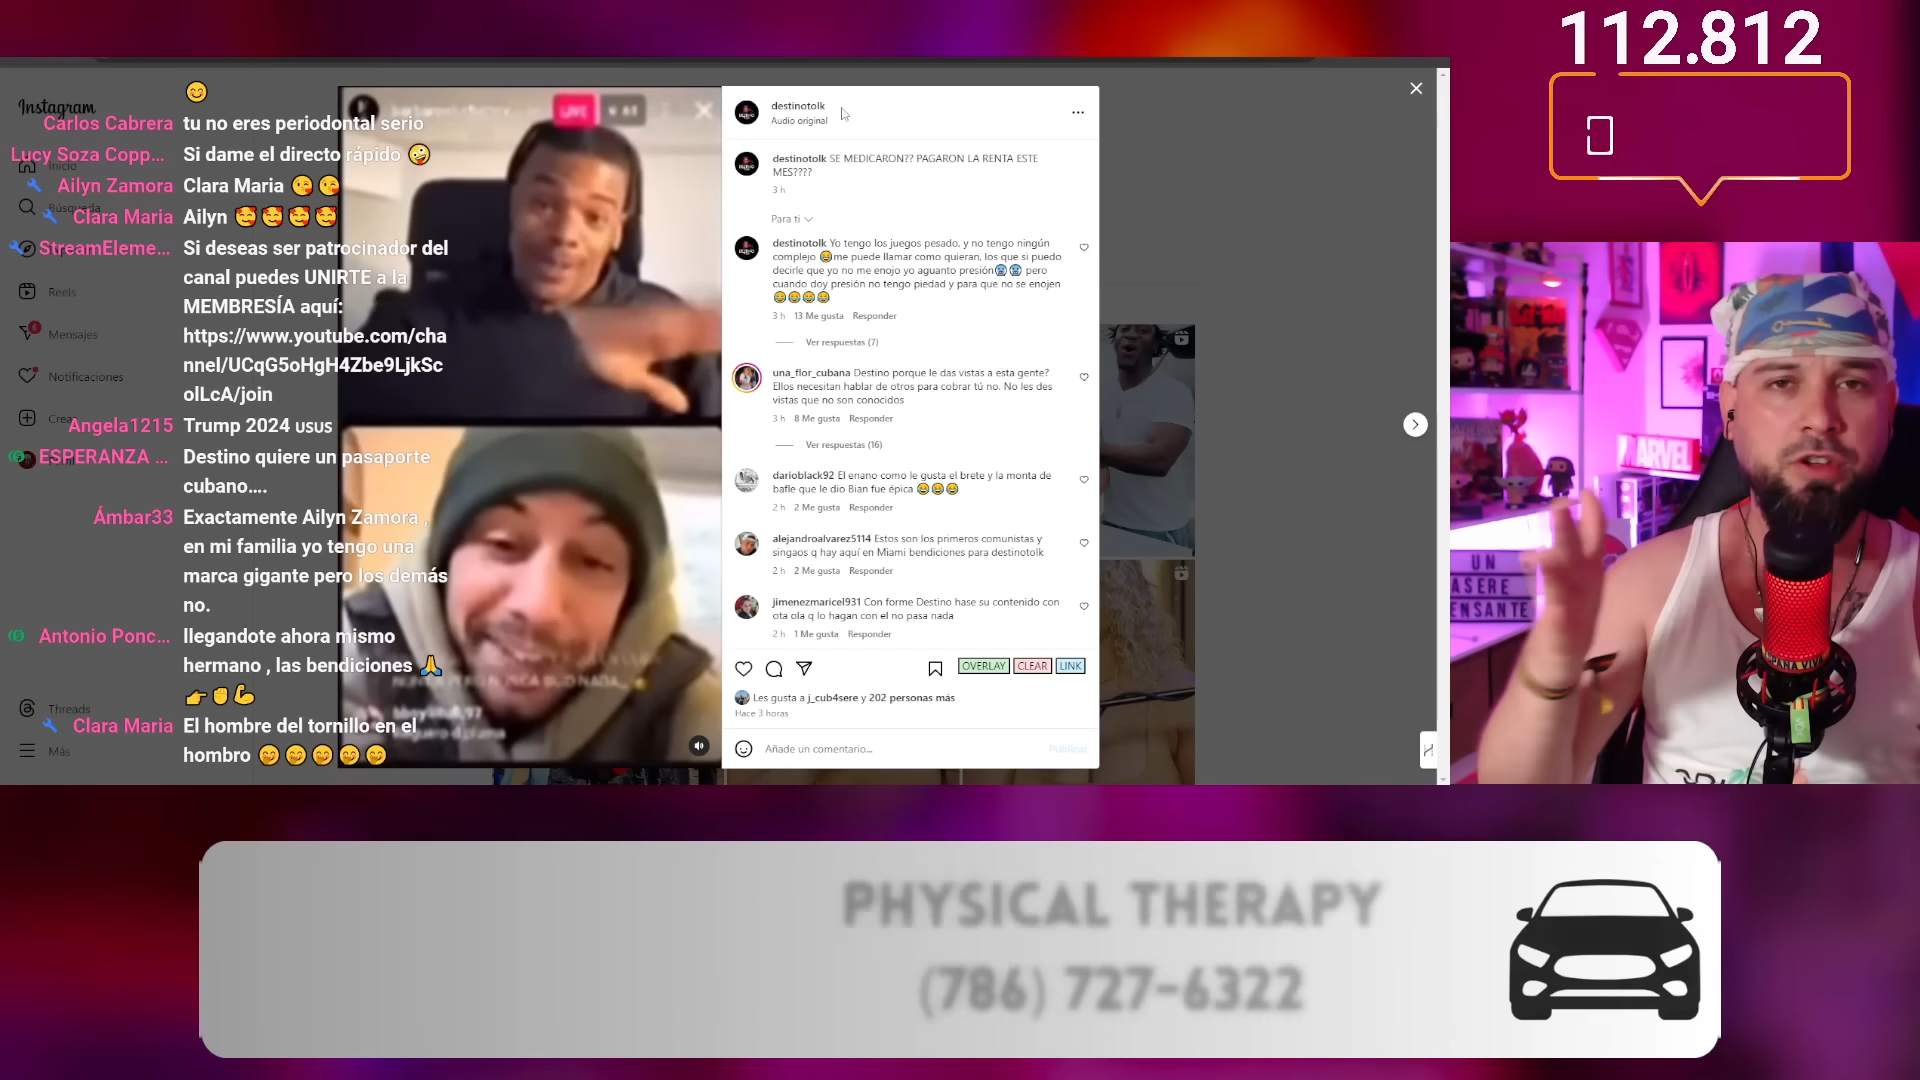 112.812
Instagram
Carlos Cabrera tu no eres periodontal serio
Lucy Soza Copp... Si dame el directo rápido
Ailyn Zamora Clara Maria 😘😘
Clara Maria Ailyn 🥰🥰🥰🥰
StreamEleme... Si deseas ser patrocinador del
canal puedes UNIRTE a la
MEMBRESÍA aquí:
https://www.youtube.com/cha
nnel/UCqG5oHgH4Zbe9LjkSc
olLcA/join
Angela1215 Trump 2024 usus
ESPERANZA ... Destino quiere un pasaporte
cubano....
Ámbar33 Exactamente Ailyn Zamora ,
en mi familia yo tengo una
marca gigante pero los demás
no.
Antonio Ponc... llegandote ahora mismo
hermano , las bendiciones 🙏
👉✋💪
Clara Maria El hombre del tornillo en el
hombro 🤭🤭🤭🤭🤭
Inicio
Búsqueda
Reels
Mensajes
Notificaciones
Crear
Threads
Más
LIVE
destinotolk
Audio original
destinotolk SE MEDICARON?? PAGARON LA RENTA ESTE
MES????
3 h
Para ti
destinotolk Yo tengo los juegos pesado, y no tengo ningún
complejo 😂me puede llamar como quieran, los que si puedo
decirle que yo no me enojo yo aguanto presión🥶🥶 pero
cuando doy presión no tengo piedad y para que no se enojen
😂😂😂😂
3 h 13 Me gusta Responder
Ver respuestas (7)
una_flor_cubana Destino porque le das vistas a esta gente?
Ellos necesitan hablar de otros para cobrar tú no. No les des
vistas que no son conocidos
3 h 8 Me gusta Responder
Ver respuestas (16)
darioblack92 El enano como le gusta el brete y la monta de
bafle que le dio Bian fue épica 😂😂😂
2 h 2 Me gusta Responder
alejandroalvarez5114 Estos son los primeros comunistas y
singaos q hay aquí en Miami bendiciones para destinotolk
2 h 2 Me gusta Responder
jimenezmaricel931 Con forme Destino hase su contenido con
ota ola q lo hagan con el no pasa nada
2 h 1 Me gusta Responder
OVERLAY CLEAR LINK
Les gusta a j_cub4sere y 202 personas más
Hace 3 horas
Añade un comentario...
Publicar
MARVEL
UN
ASERE
ENSANTE
PHYSICAL THERAPY
(786) 727-6322